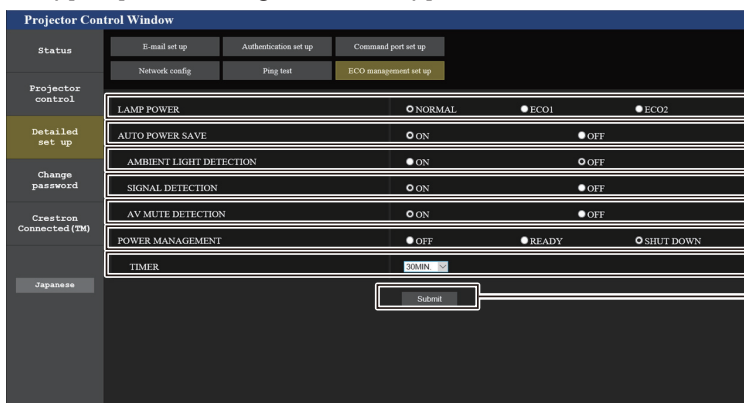 Projector Control Window
Status
E-mail set up
Authentication set up
Command port set up
Network config
Ping test
ECO management set up
Projector
control
LAMP POWER NORMAL ECO1 ECO2
Detailed
set up
AUTO POWER SAVE ON OFF
AMBIENT LIGHT DETECTION ON OFF
Change
password
SIGNAL DETECTION ON OFF
Crestron
Connected(TM)
AV MUTE DETECTION ON OFF
POWER MANAGEMENT OFF READY SHUT DOWN
TIMER 30MIN.
Japanese
Submit